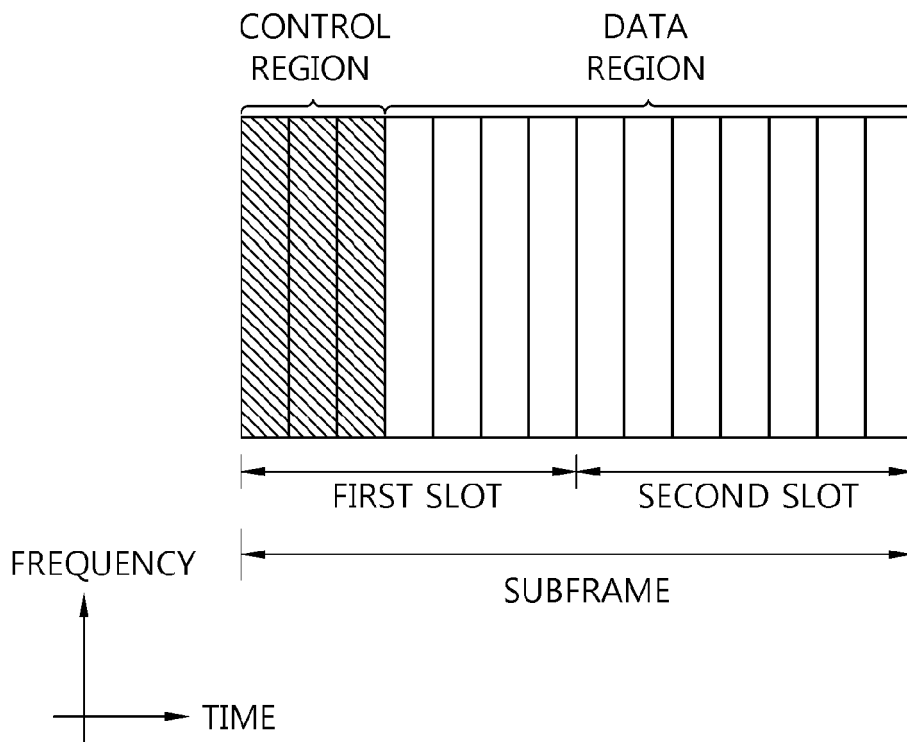 CONTROL
REGION
DATA
REGION
FIRST SLOT
SECOND SLOT
SUBFRAME
FREQUENCY
TIME